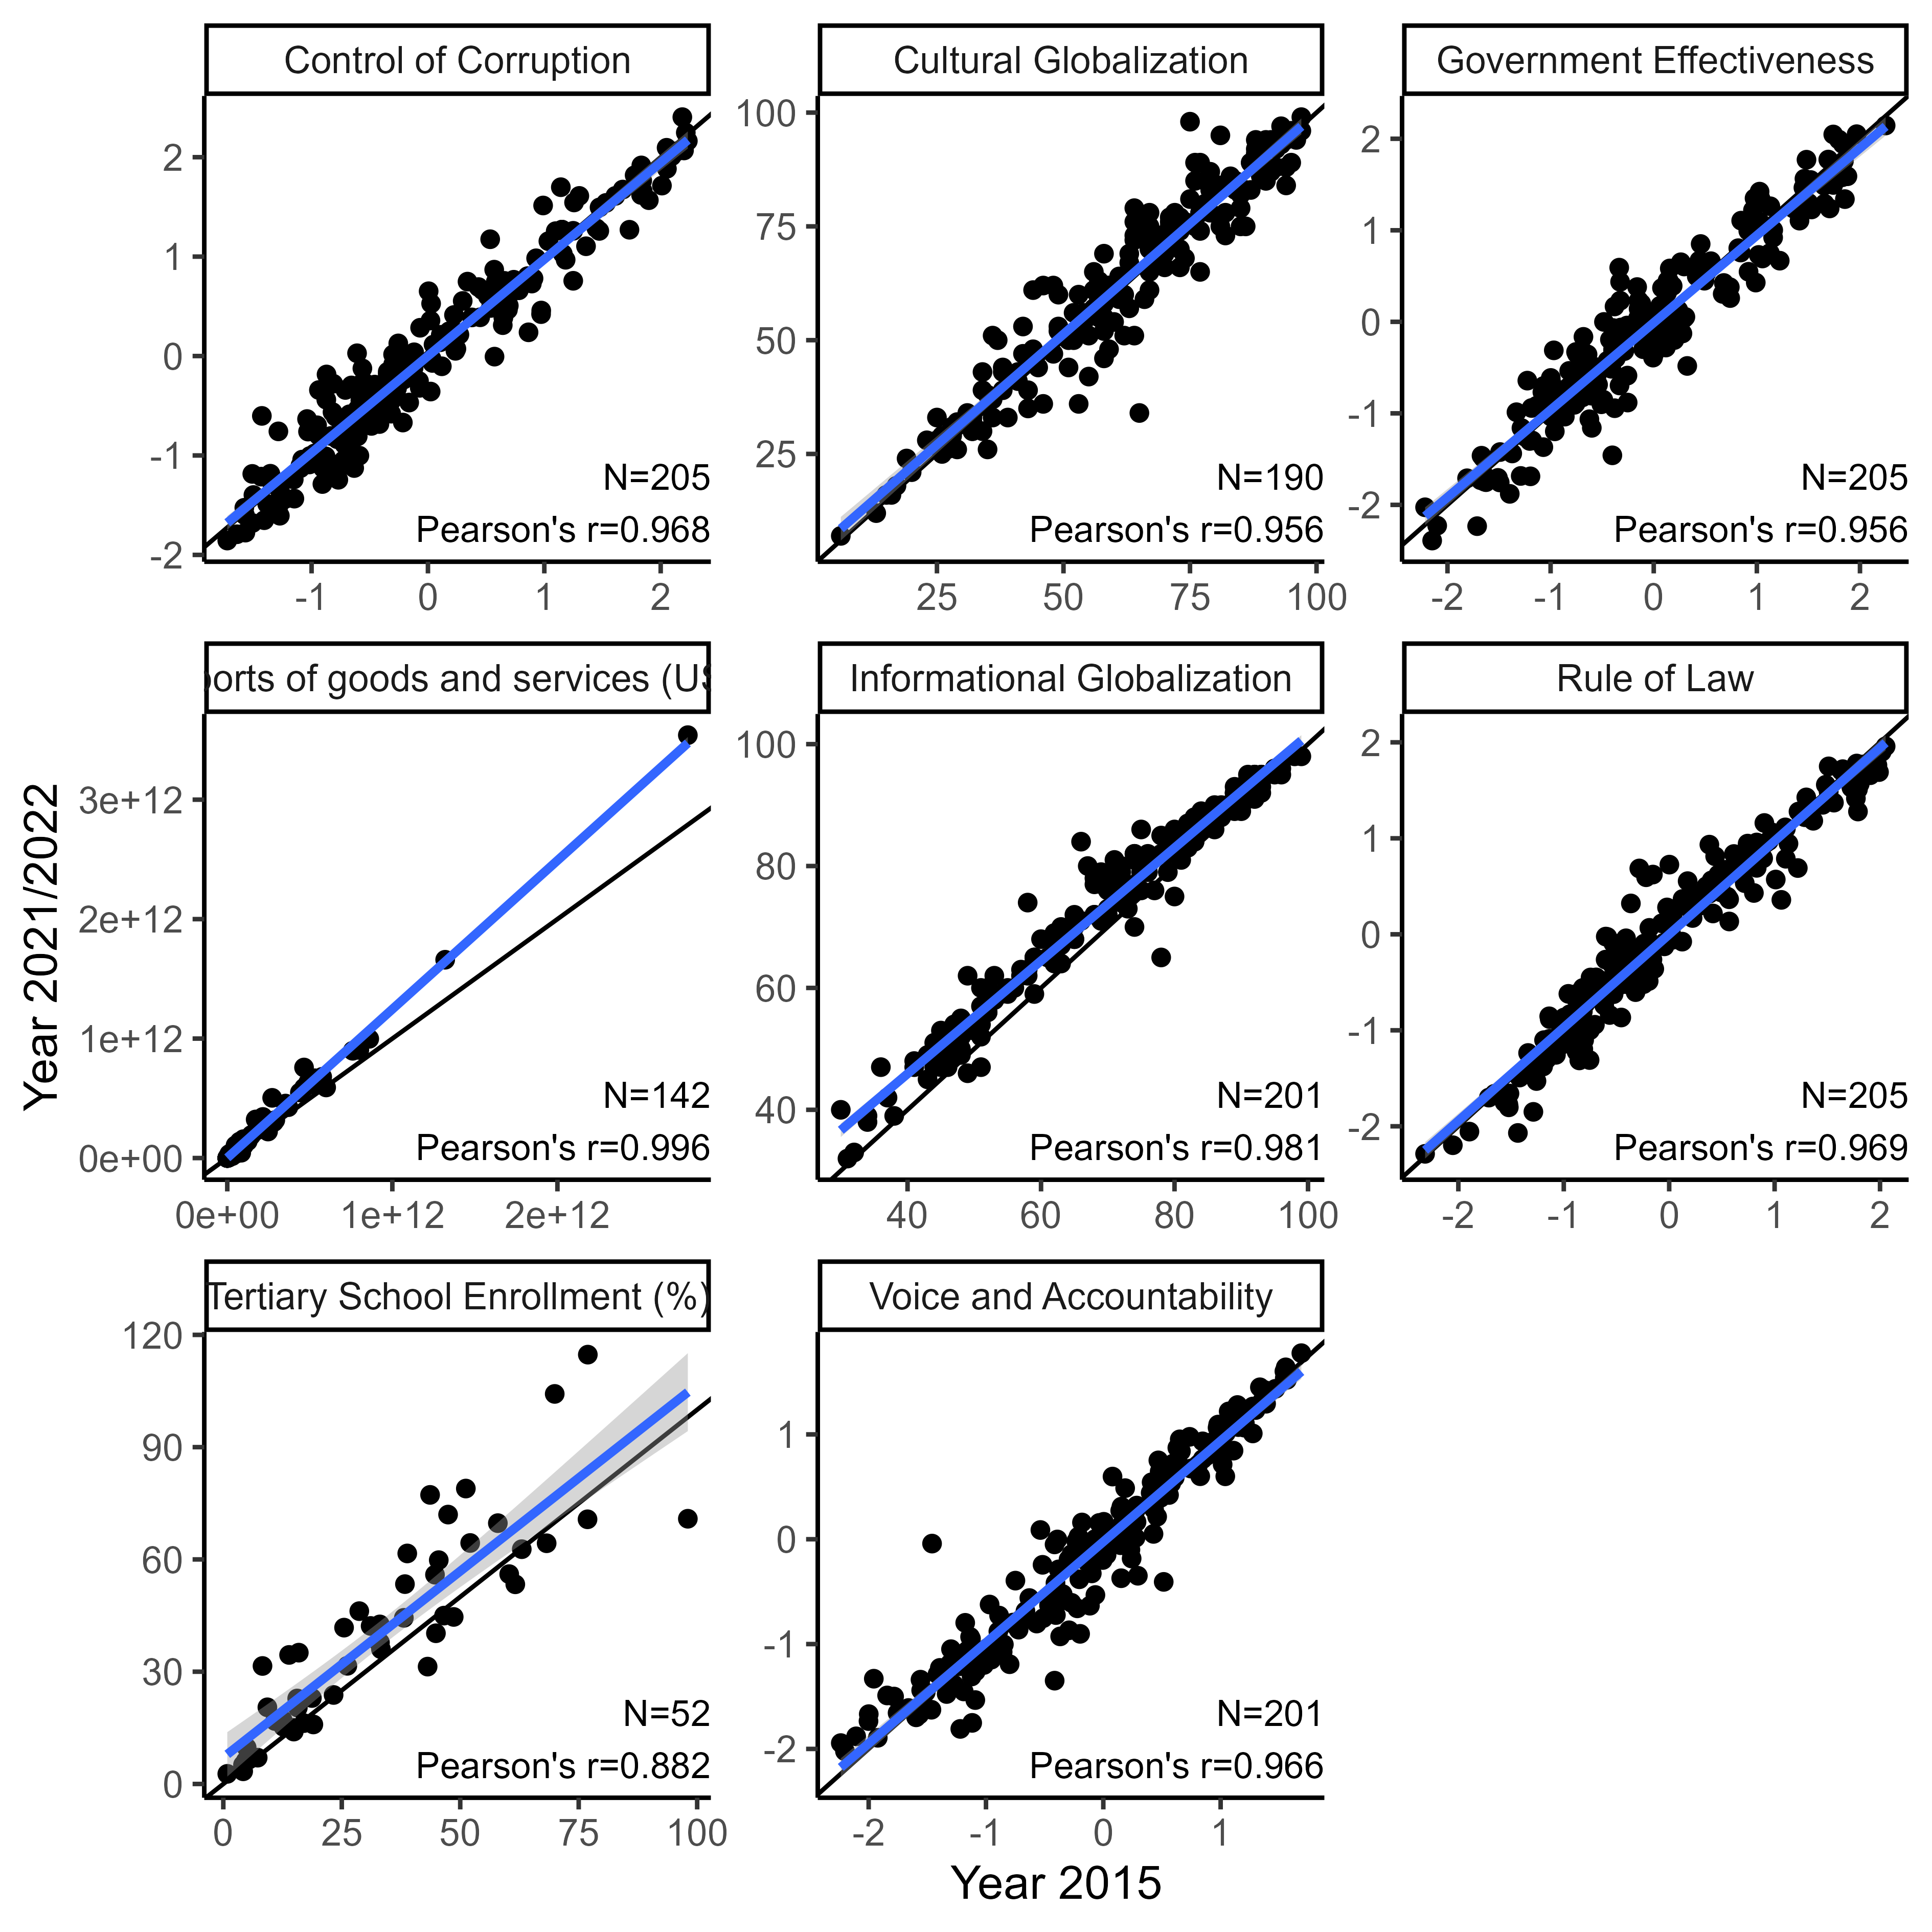 Control of Corruption
Cultural Globalization
Government Effectiveness
2
1
0
-1
-2
N=205
Pearson's r=0.968
-1 0 1 2
100
75
50
25
N=190
Pearson's r=0.956
25 50 75 100
2
1
0
-1
-2
N=205
Pearson's r=0.956
-2 -1 0 1 2
ports of goods and services (US
Informational Globalization
Rule of Law
Year 2021/2022
3e+12
2e+12
1e+12
0e+00
N=142
Pearson's r=0.996
0e+00 1e+12 2e+12
100
80
60
40
N=201
Pearson's r=0.981
40 60 80 100
2
1
0
-1
-2
N=205
Pearson's r=0.969
-2 -1 0 1 2
Tertiary School Enrollment (%)
Voice and Accountability
120
90
60
30
0
N=52
Pearson's r=0.882
0 25 50 75 100
1
0
-1
-2
N=201
Pearson's r=0.966
-2 -1 0 1
Year 2015